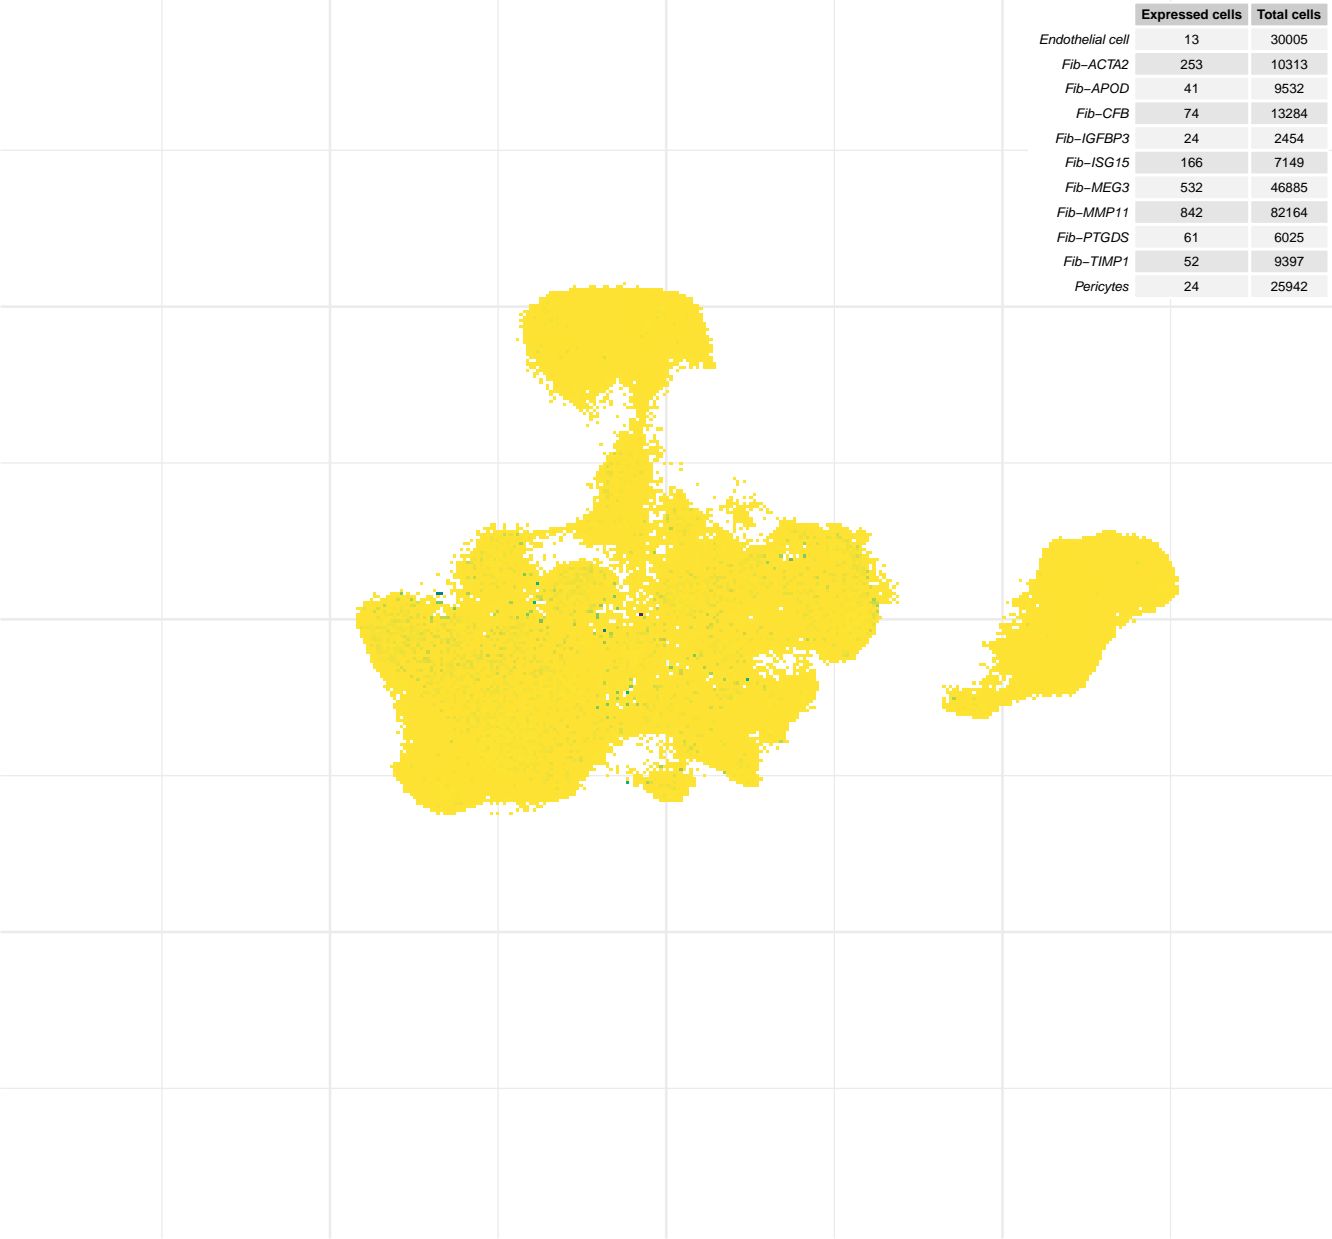 Expressed cells Total cells
Endothelial cell 13 30005
Fib−ACTA2 253 10313
Fib−APOD 41 9532
Fib−CFB 74 13284
Fib−IGFBP3 24 2454
Fib−ISG15 166 7149
Fib−MEG3 532 46885
Fib−MMP11 842 82164
Fib−PTGDS 61 6025
Fib−TIMP1 52 9397
Pericytes 24 25942